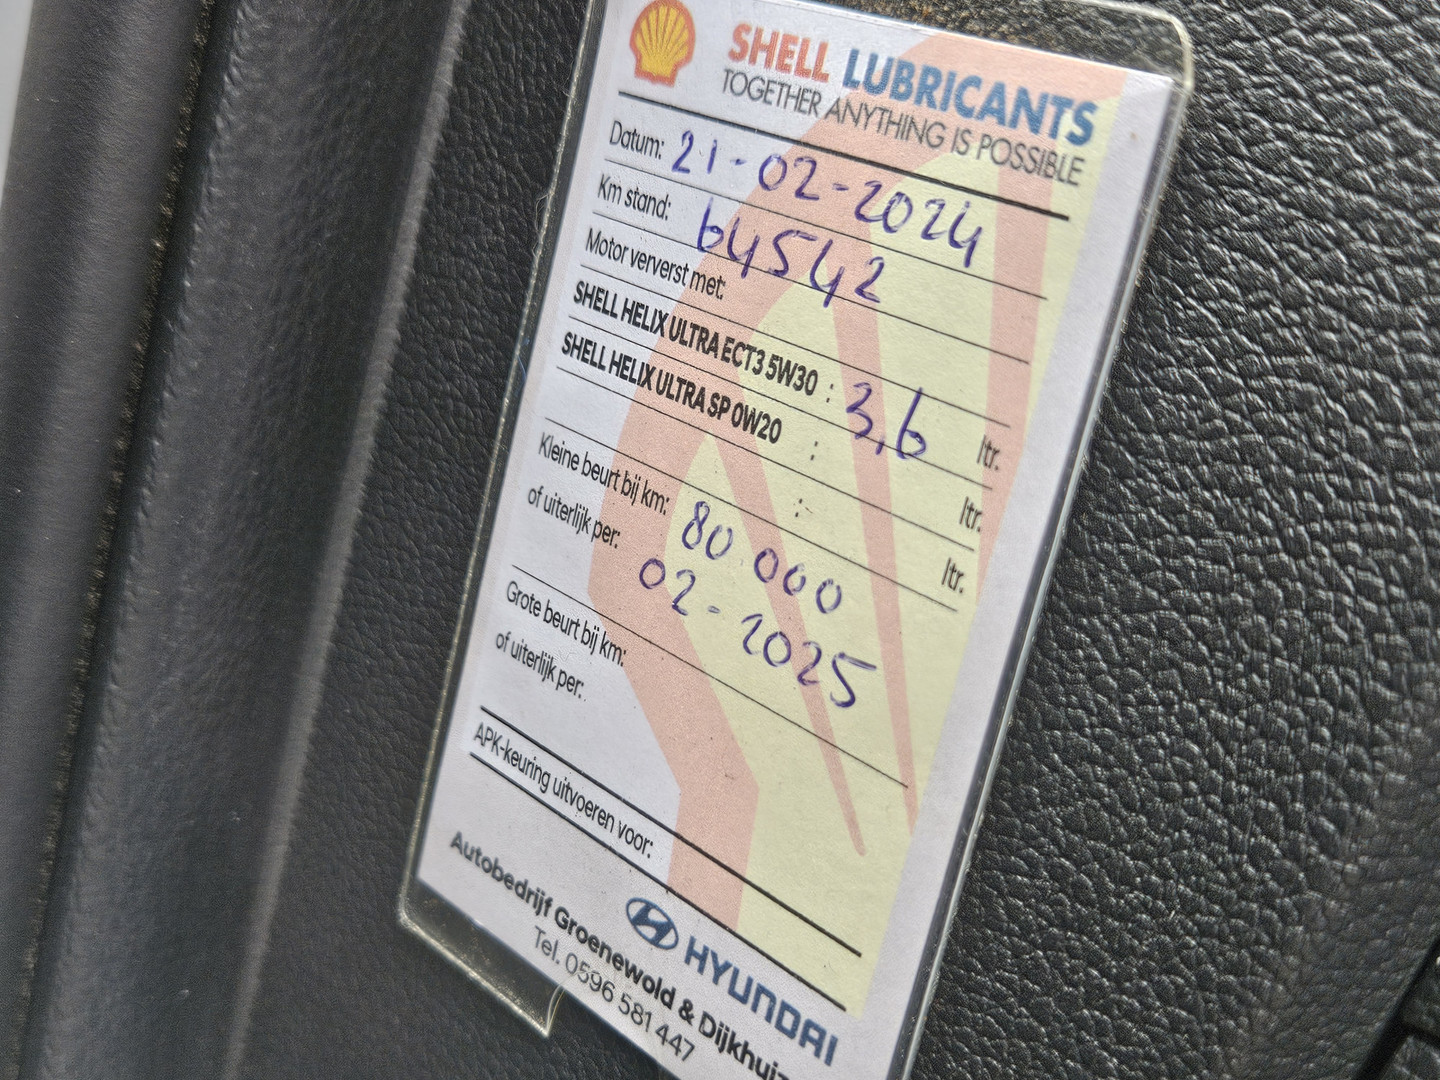 SHELL LUBRICANTS
TOGETHER ANYTHING IS POSSIBLE
Datum: 21-02-2024
Km stand: 64542
Motor ververst met:
SHELL HELIX ULTRA ECT3 5W30 : 3,6 ltr.
SHELL HELIX ULTRA SP 0W20 : ltr.
: ltr.
Kleine beurt bij km: 80 000
of uiterlijk per: 02-2025
Grote beurt bij km:
of uiterlijk per:
APK-keuring uitvoeren voor:
HYUNDAI
Autobedrijf Groenewold & Dijkhuiz
Tel. 0596 581 447